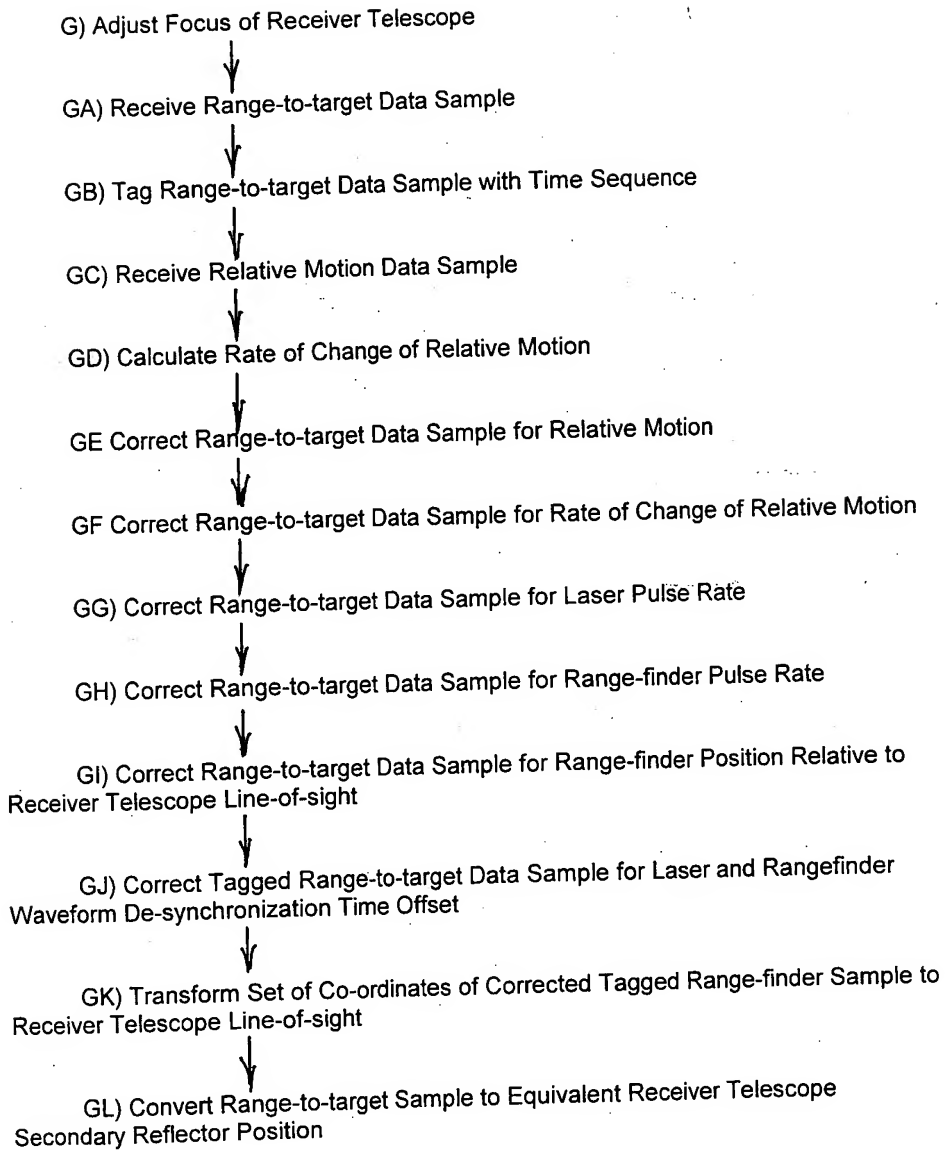 G) Adjust Focus of Receiver Telescope
GA) Receive Range-to-target Data Sample
GB) Tag Range-to-target Data Sample with Time Sequence
GC) Receive Relative Motion Data Sample
GD) Calculate Rate of Change of Relative Motion
GE Correct Range-to-target Data Sample for Relative Motion
GF Correct Range-to-target Data Sample for Rate of Change of Relative Motion
GG) Correct Range-to-target Data Sample for Laser Pulse Rate
GH) Correct Range-to-target Data Sample for Range-finder Pulse Rate
GI) Correct Range-to-target Data Sample for Range-finder Position Relative to
Receiver Telescope Line-of-sight
GJ) Correct Tagged Range-to-target Data Sample for Laser and Rangefinder
Waveform De-synchronization Time Offset
GK) Transform Set of Co-ordinates of Corrected Tagged Range-finder Sample to
Receiver Telescope Line-of-sight
GL) Convert Range-to-target Sample to Equivalent Receiver Telescope
Secondary Reflector Position